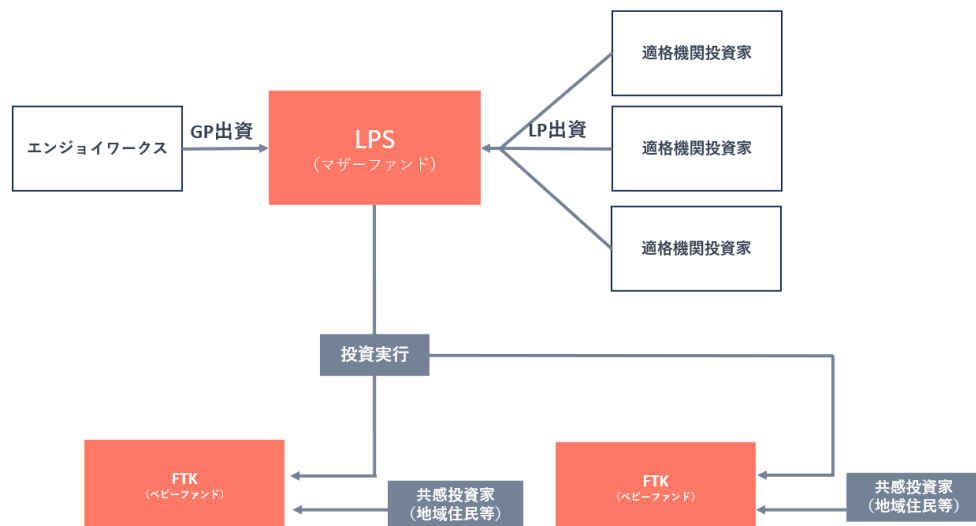 適格機関投資家
エンジョイワークス
GP出資
LPS
（マザーファンド）
LP出資
適格機関投資家
適格機関投資家
投資実行
FTK
（ベビーファンド）
共感投資家
（地域住民等）
FTK
（ベビーファンド）
共感投資家
（地域住民等）